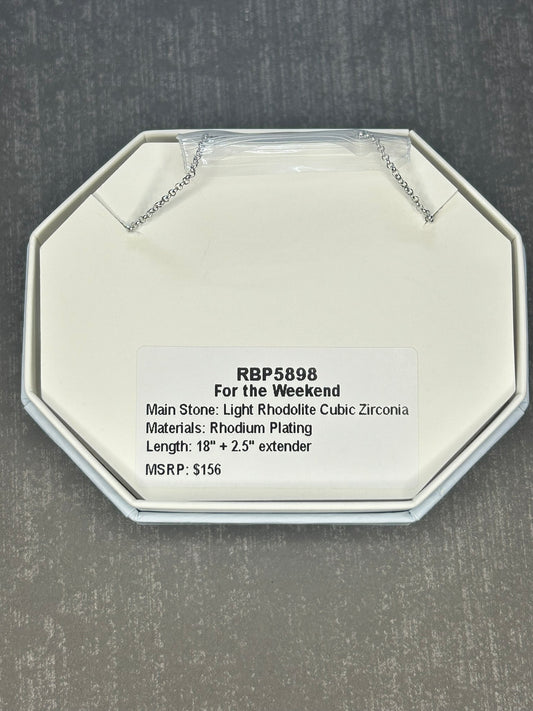 RBP5898
For the Weekend
Main Stone: Light Rhodolite Cubic Zirconia
Materials: Rhodium Plating
Length: 18" + 2.5" extender
MSRP: $156